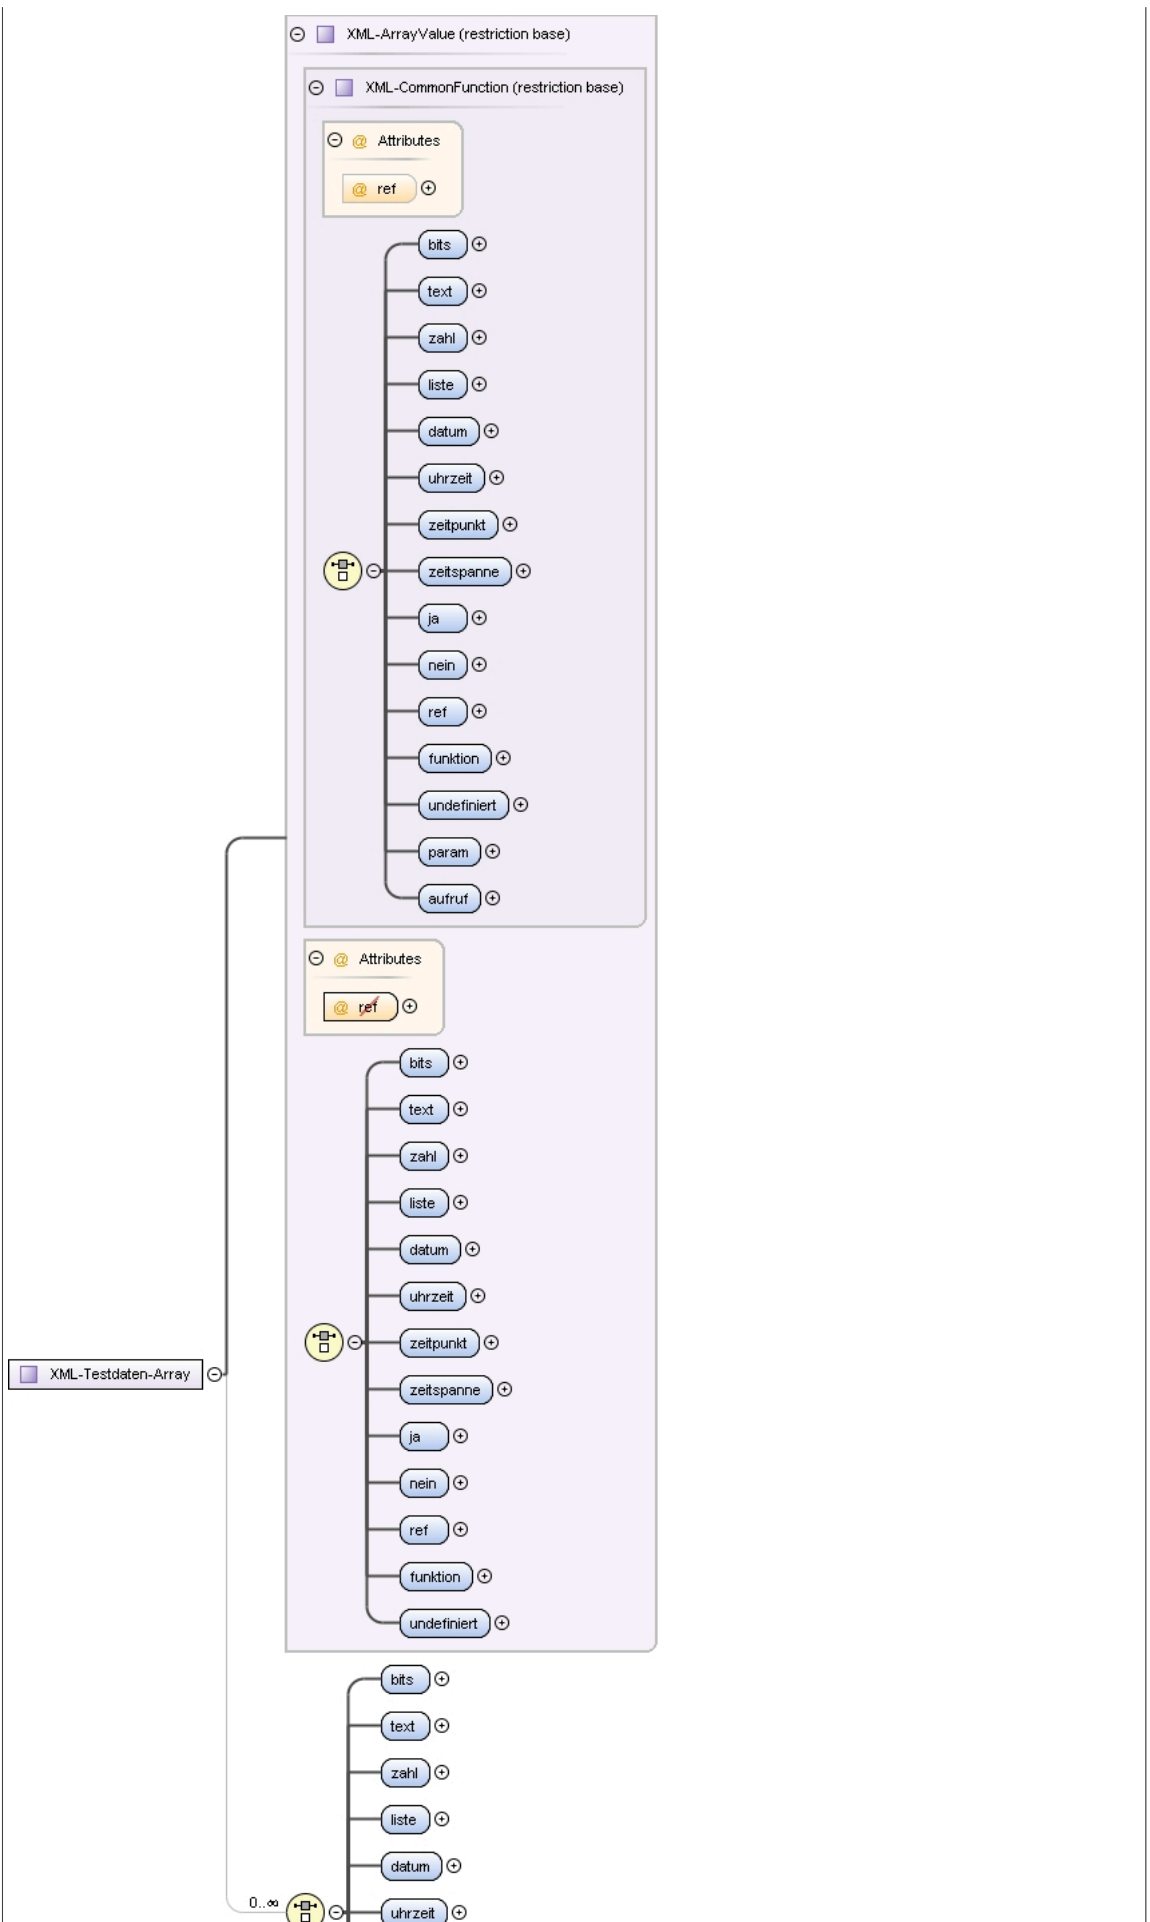 XML-ArrayValue (restriction base)
XML-CommonFunction (restriction base)
@ Attributes
@ ref
bits
text
zahl
liste
datum
uhrzeit
zeitpunkt
zeitspanne
ja
nein
ref
funktion
undefiniert
param
aufruf
@ Attributes
@ ref
bits
text
zahl
liste
datum
uhrzeit
zeitpunkt
XML-Testdaten-Array
zeitspanne
ja
nein
ref
funktion
undefiniert
bits
text
zahl
liste
datum
0..∞
uhrzeit